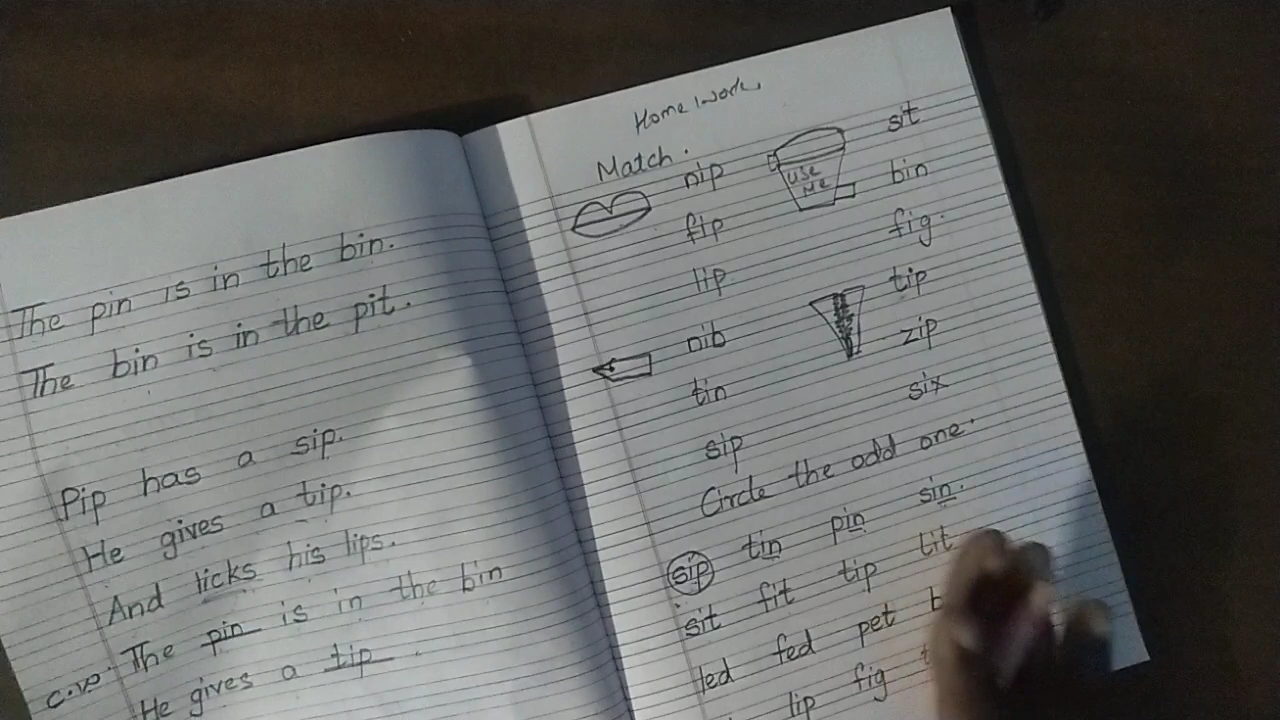 The pin is in the bin.
The bin is in the pit.
Pip has a sip.
He gives a tip.
And licks his lips.
C.W. The pin is in the bin
He gives a tip.
Home work
Match.
nip
fip
lip
nib
tin
sip
USE ME
sit
bin
fig.
tip
zip
six
Circle the odd one.
sip tin pin sin.
sit fit tip lit
led fed pet
lip fig